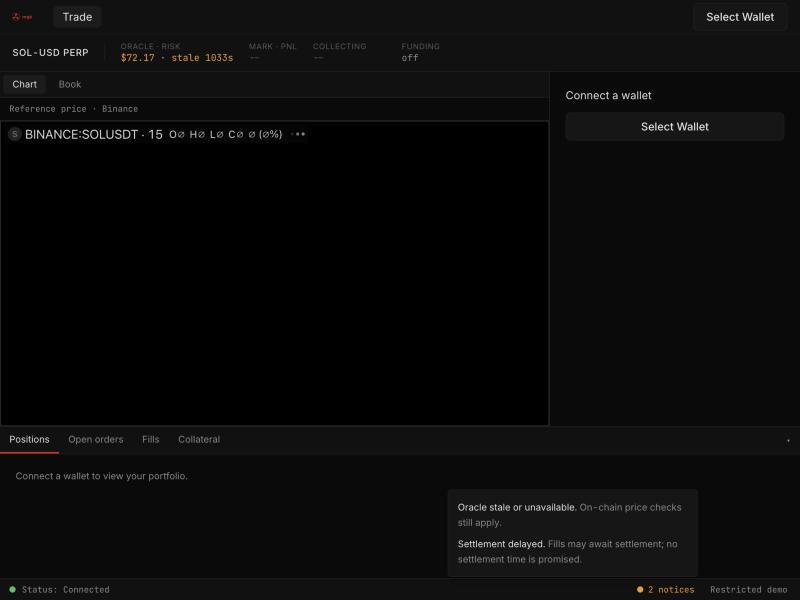 mgo
Trade
Select Wallet
SOL-USD PERP
ORACLE · RISK
$72.17 · stale 1033s
MARK · PNL
——
COLLECTING
——
FUNDING
off
Chart
Book
Connect a wallet
Select Wallet
Reference price · Binance
S BINANCE:SOLUSDT · 15 O∅ H∅ L∅ C∅ ∅ (∅%)
Positions
Open orders
Fills
Collateral
Connect a wallet to view your portfolio.
Oracle stale or unavailable. On-chain price checks
still apply.
Settlement delayed. Fills may await settlement; no
settlement time is promised.
Status: Connected
2 notices
Restricted demo